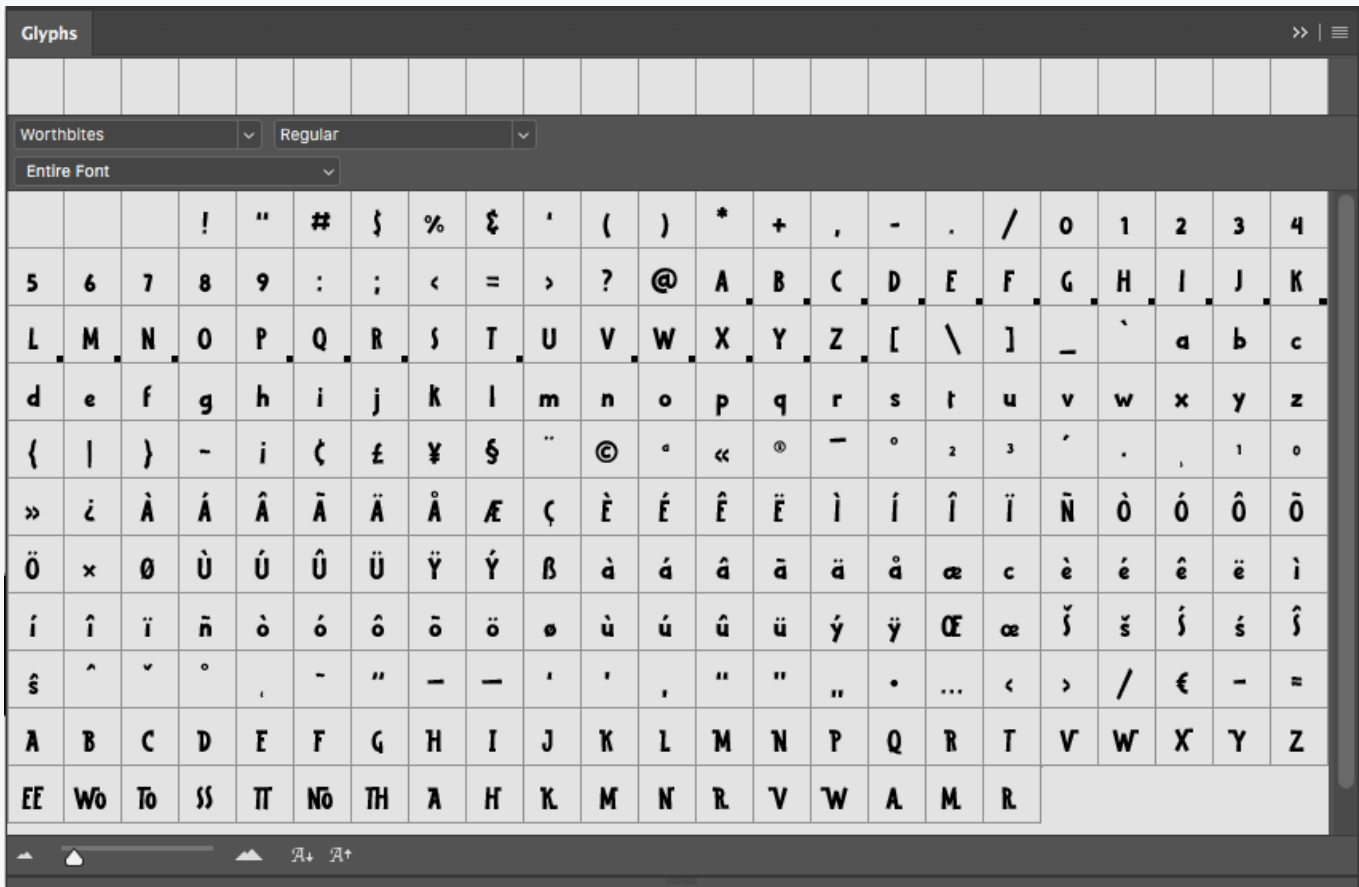 Glyphs
Worthbites Regular
Entire Font
! " # $ % & ' ( ) * + , - . / 0 1 2 3 4
5 6 7 8 9 : ; < = > ? @ A B C D E F G H I J K
L M N O P Q R S T U V W X Y Z [ \ ] _ ` a b c
d e f g h i j k l m n o p q r s t u v w x y z
{ | } ~ ¡ ¢ £ ¥ § ¨ © ª « ® ¯ ° ² ³ ´ · ¸ ¹ º
» ¿ À Á Â Ã Ä Å Æ Ç È É Ê Ë Ì Í Î Ï Ñ Ò Ó Ô Õ
Ö × Ø Ù Ú Û Ü Ÿ Ý ß à á â ã ä å æ c è é ê ë ì
í î ï ñ ò ó ô õ ö ø ù ú û ü ý ÿ Œ œ Š š Ś ś Ŝ
ŝ ˆ ˇ ˚ ˛ ˜ ˝ – — ‘ ’ ‚ “ ” „ • … ‹ › ⁄ € − ≈
A B C D E F G H I J K L M N P Q R T V W X Y Z
EE WO TO SS TT NO TH A H K M N R V W A M R